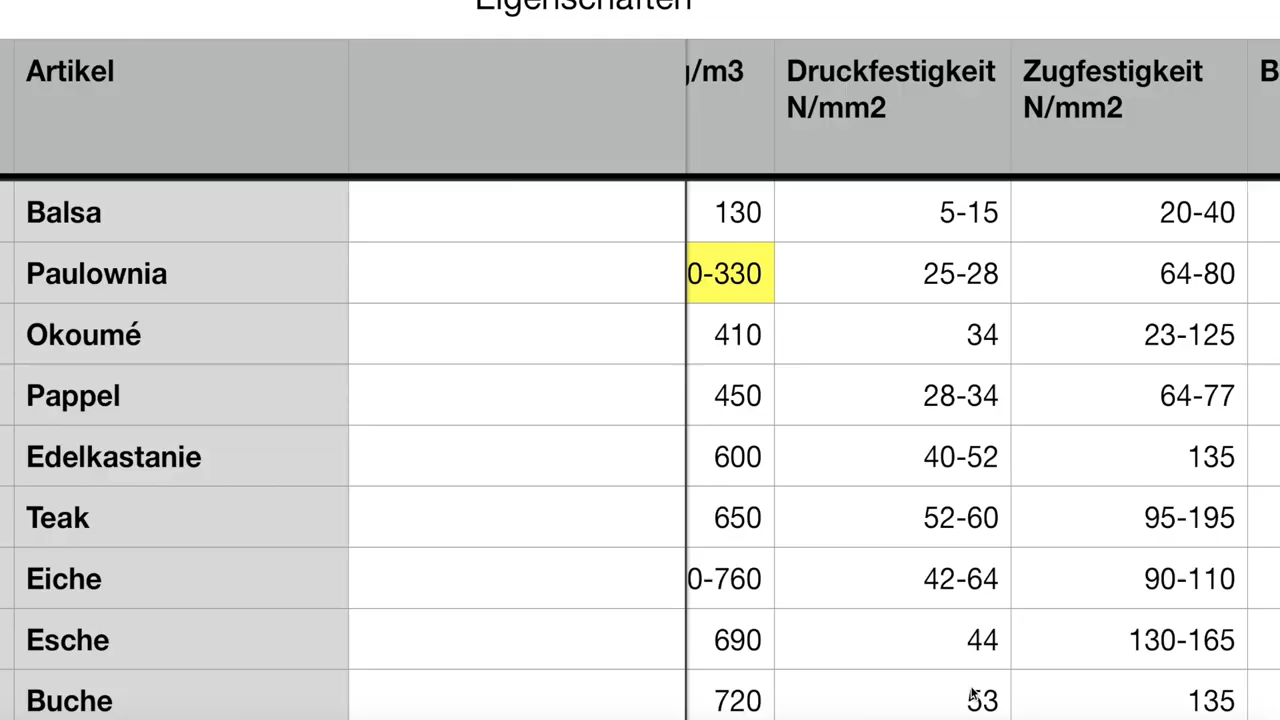 Eigenschaften
Artikel /m3 Druckfestigkeit N/mm2 Zugfestigkeit N/mm2 B
Balsa 130 5-15 20-40
Paulownia 0-330 25-28 64-80
Okoumé 410 34 23-125
Pappel 450 28-34 64-77
Edelkastanie 600 40-52 135
Teak 650 52-60 95-195
Eiche 0-760 42-64 90-110
Esche 690 44 130-165
Buche 720 53 135